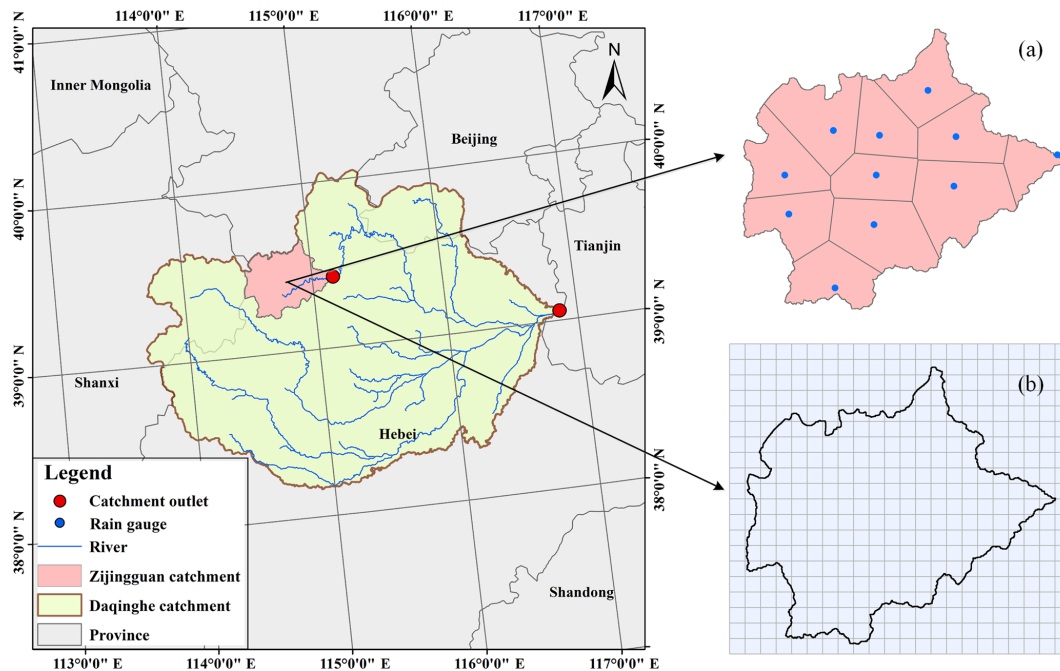 114°0'0" E
115°0'0" E
116°0'0" E
117°0'0" E
41°0'0" N
40°0'0" N
39°0'0" N
38°0'0" N
Inner Mongolia
Beijing
Tianjin
Shanxi
Hebei
Shandong
N
40°0'0" N
39°0'0" N
38°0'0" N
Legend
Catchment outlet
Rain gauge
River
Zijingguan catchment
Daqinghe catchment
Province
113°0'0" E
114°0'0" E
115°0'0" E
116°0'0" E
117°0'0" E
(a)
(b)